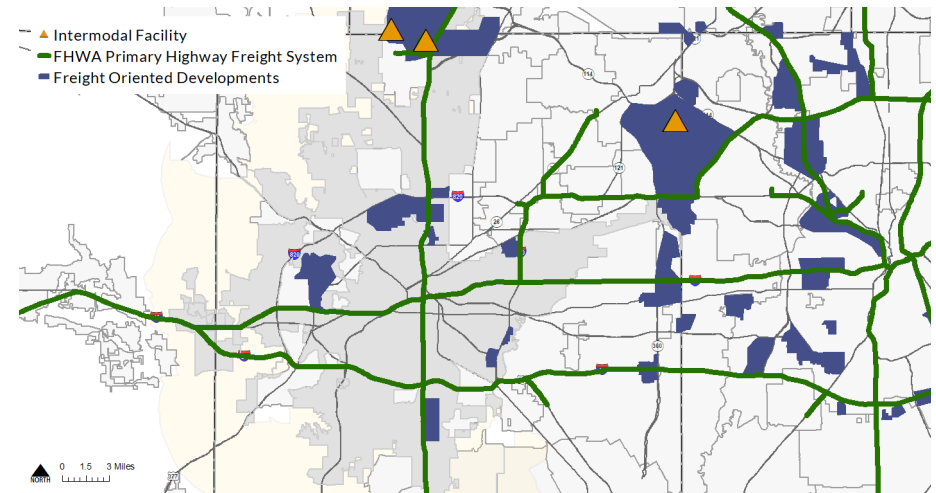 Intermodal Facility
FHWA Primary Highway Freight System
Freight Oriented Developments
114
121
820
26
820
360
377
0 1.5 3 Miles
NORTH